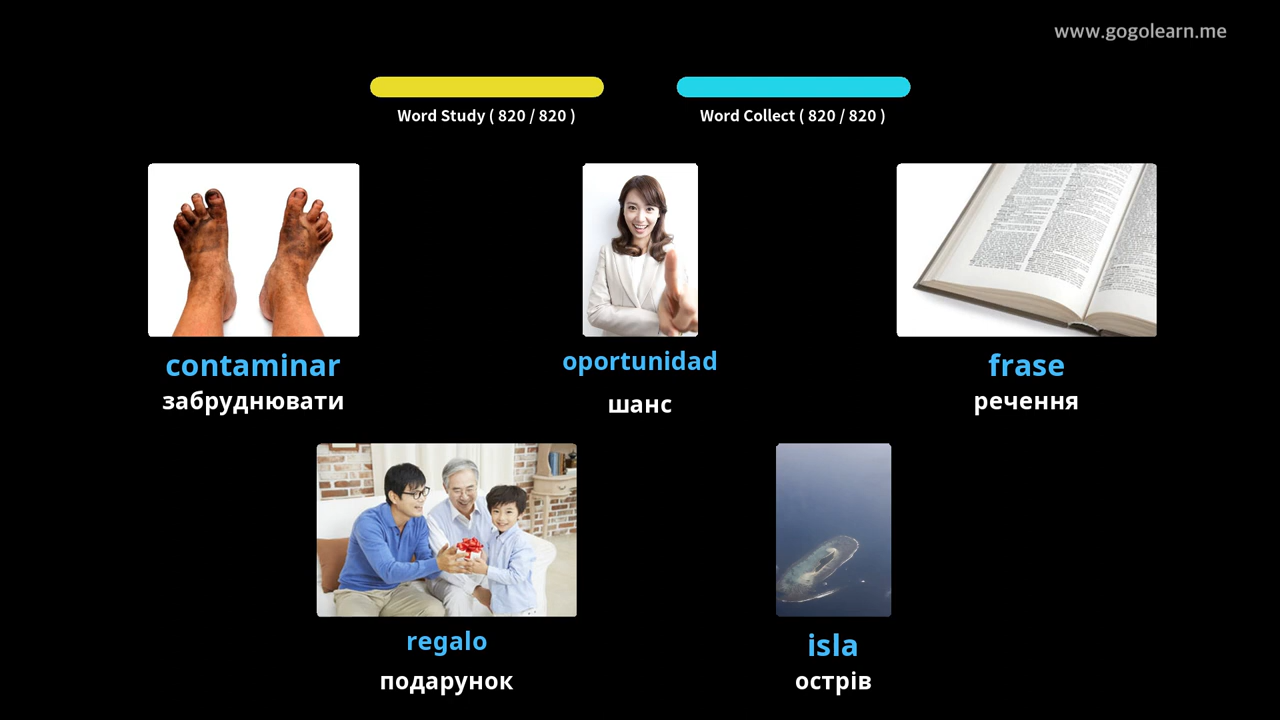 www.gogolearn.me
Word Study ( 820 / 820 )
Word Collect ( 820 / 820 )
contaminar
забруднювати
oportunidad
шанс
frase
речення
regalo
подарунок
isla
острів